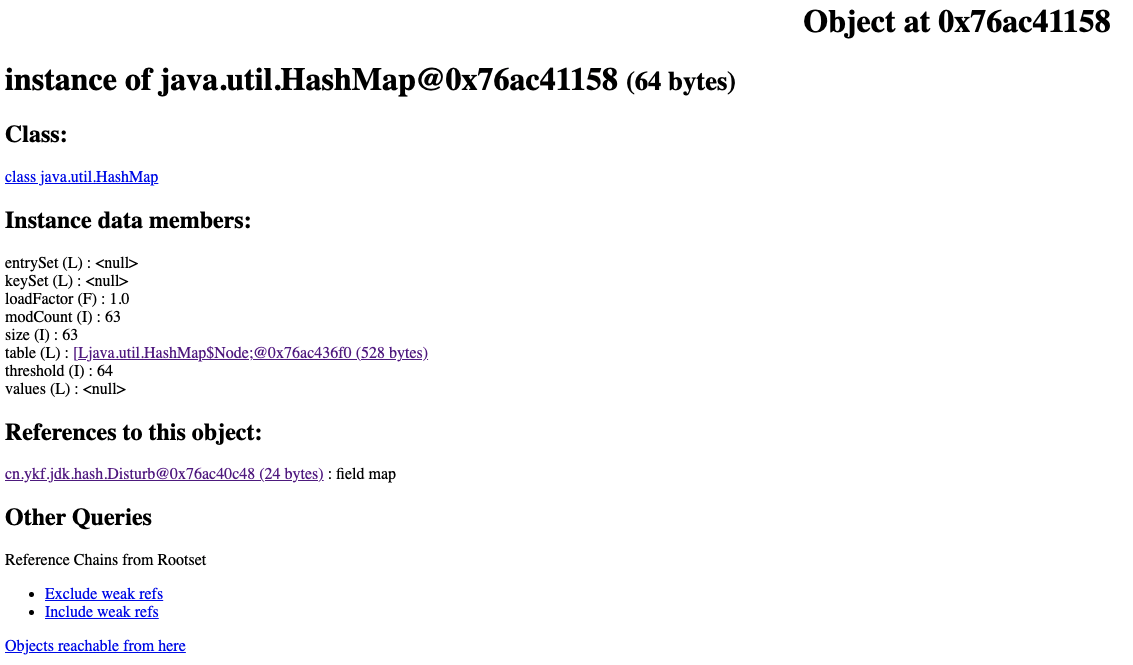 Object at 0x76ac41158
instance of java.util.HashMap@0x76ac41158 (64 bytes)
Class:
class java.util.HashMap
Instance data members:
entrySet (L) : <null>
keySet (L) : <null>
loadFactor (F) : 1.0
modCount (I) : 63
size (I) : 63
table (L) : [Ljava.util.HashMap$Node;@0x76ac436f0 (528 bytes)
threshold (I) : 64
values (L) : <null>
References to this object:
cn.ykf.jdk.hash.Disturb@0x76ac40c48 (24 bytes) : field map
Other Queries
Reference Chains from Rootset
• Exclude weak refs
• Include weak refs
Objects reachable from here